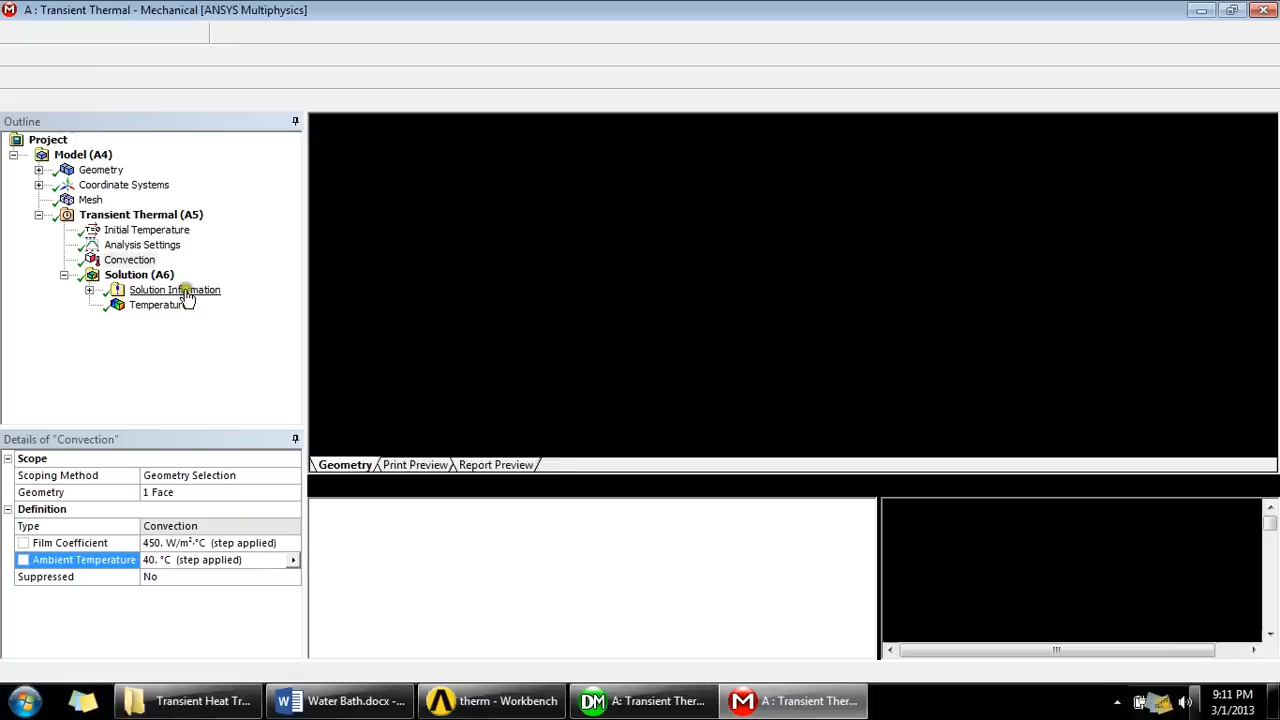 A : Transient Thermal - Mechanical [ANSYS Multiphysics]
Outline
Project
Model (A4)
Geometry
Coordinate Systems
Mesh
Transient Thermal (A5)
Initial Temperature
Analysis Settings
Convection
Solution (A6)
Solution Information
Temperature
Details of "Convection"
Scope
Scoping Method Geometry Selection
Geometry 1 Face
Definition
Type Convection
Film Coefficient 450. W/m²·°C (step applied)
Ambient Temperature 40. °C (step applied)
Suppressed No
Geometry Print Preview Report Preview
Transient Heat Tr... Water Bath.docx -... therm - Workbench A: Transient Ther... A : Transient Ther...
9:11 PM
3/1/2013